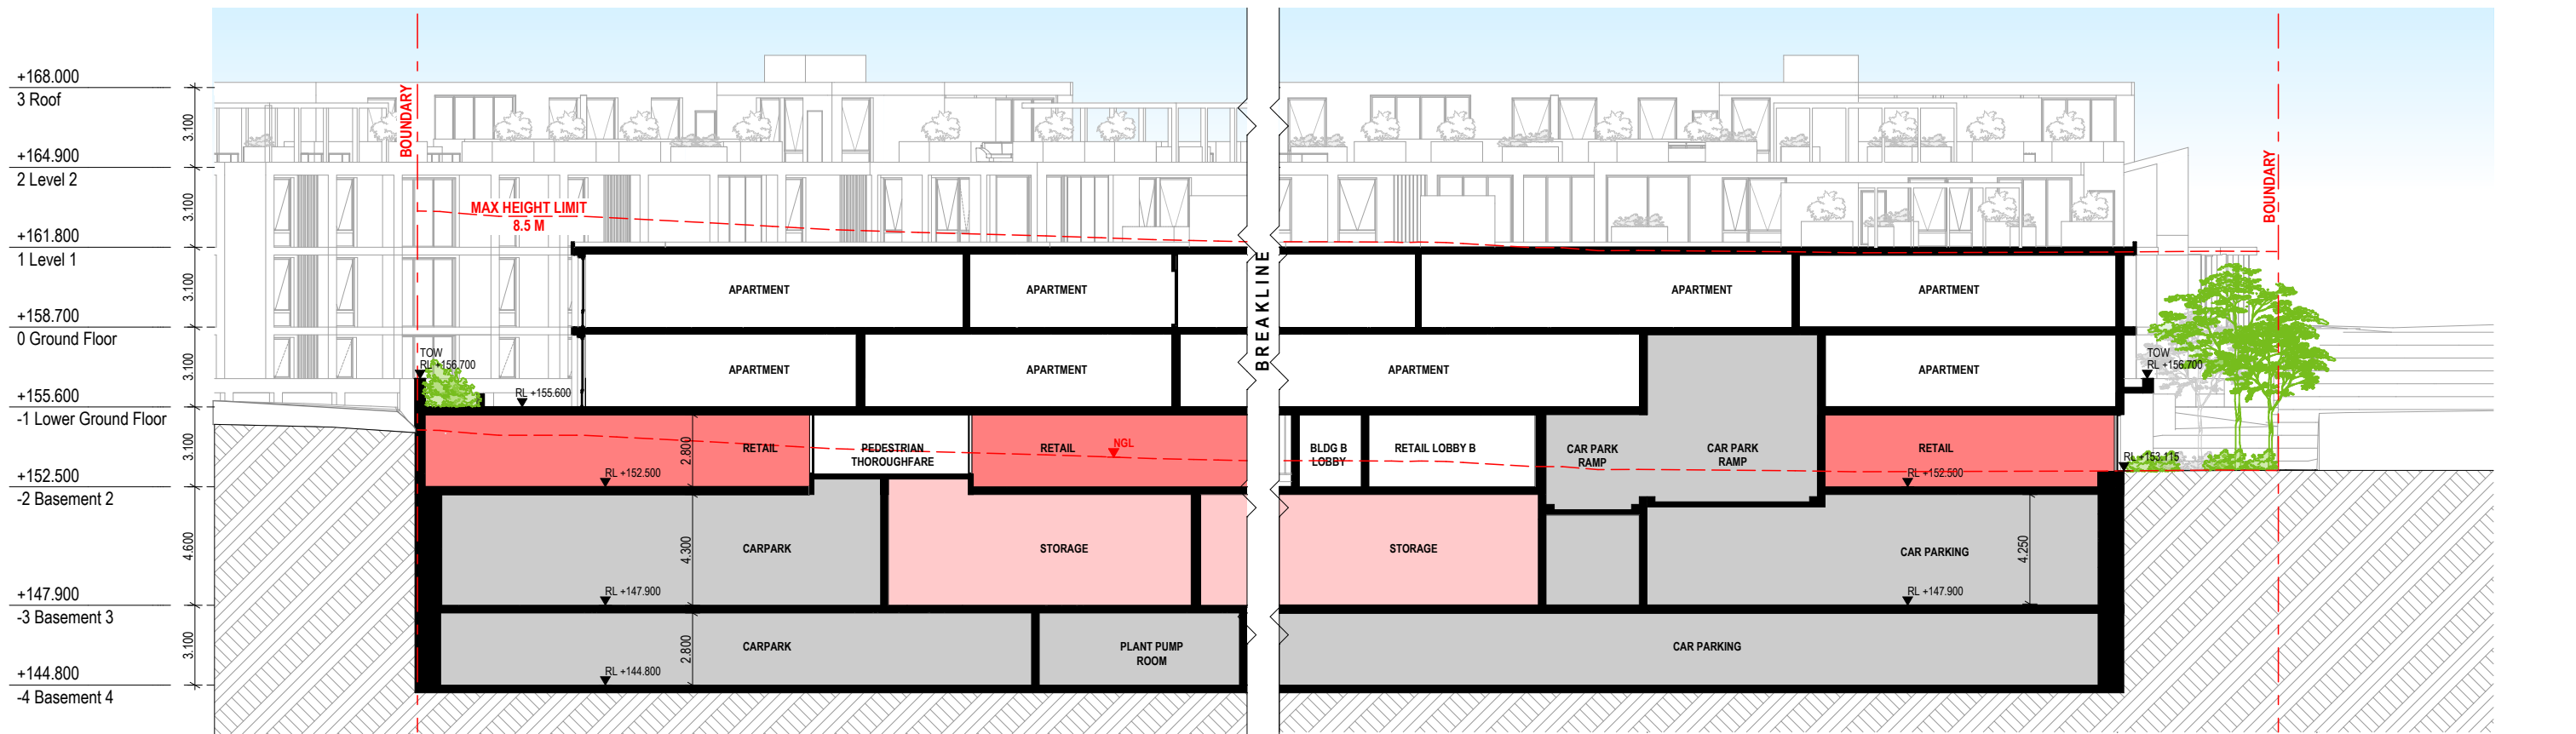 +168.000
3 Roof
3.100
+164.900
2 Level 2
3.100
+161.800
1 Level 1
3.100
+158.700
0 Ground Floor
3.100
+155.600
-1 Lower Ground Floor
3.100
+152.500
-2 Basement 2
4.600
+147.900
-3 Basement 3
3.100
+144.800
-4 Basement 4
BOUNDARY
MAX HEIGHT LIMIT
8.5 M
BREAKLINE
BOUNDARY
APARTMENT
APARTMENT
APARTMENT
APARTMENT
TOW
RL +156.700
RL +155.600
APARTMENT
APARTMENT
APARTMENT
APARTMENT
TOW
RL +156.700
RETAIL
2.800
RL +152.500
PEDESTRIAN
THOROUGHFARE
RETAIL
NGL
BLDG B
LOBBY
RETAIL LOBBY B
CAR PARK
RAMP
CAR PARK
RAMP
RETAIL
RL +152.500
RL +153.115
4.300
CARPARK
RL +147.900
STORAGE
STORAGE
CAR PARKING
RL +147.900
4.250
2.800
CARPARK
RL +144.800
PLANT PUMP
ROOM
CAR PARKING